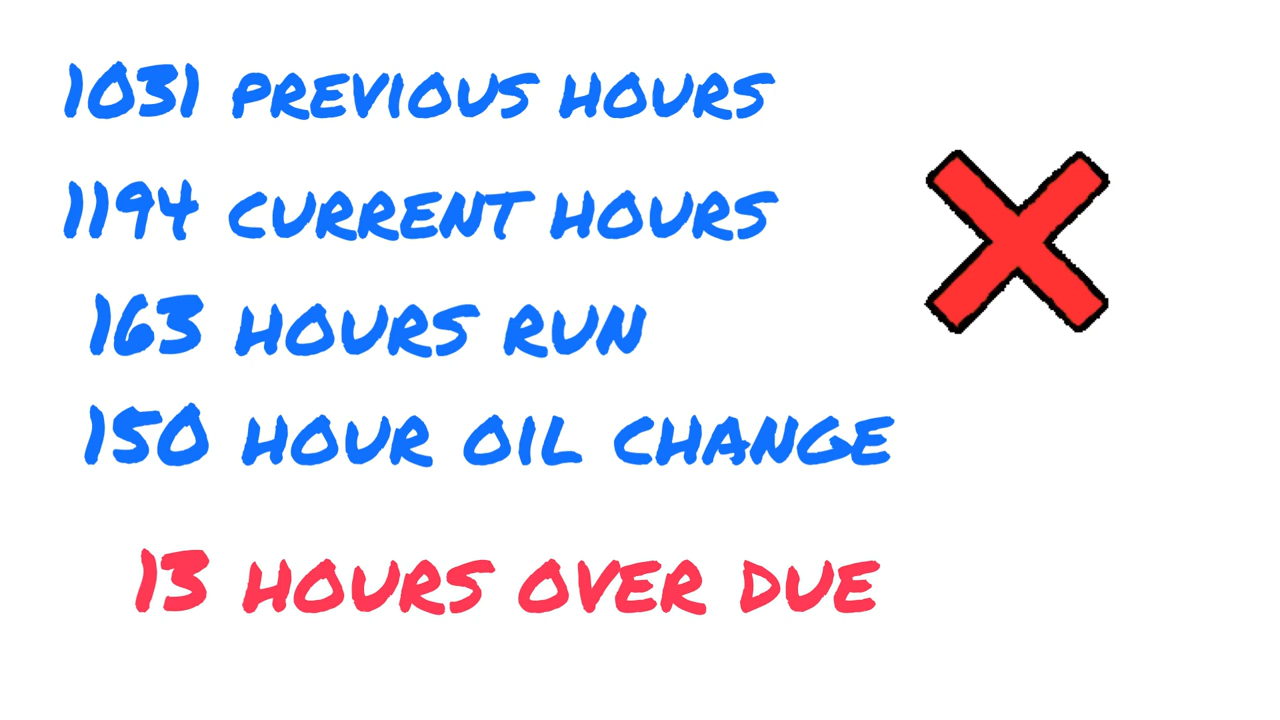 1031 PREVIOUS HOURS
1194 CURRENT HOURS
163 HOURS RUN
150 HOUR OIL CHANGE
13 HOURS OVER DUE